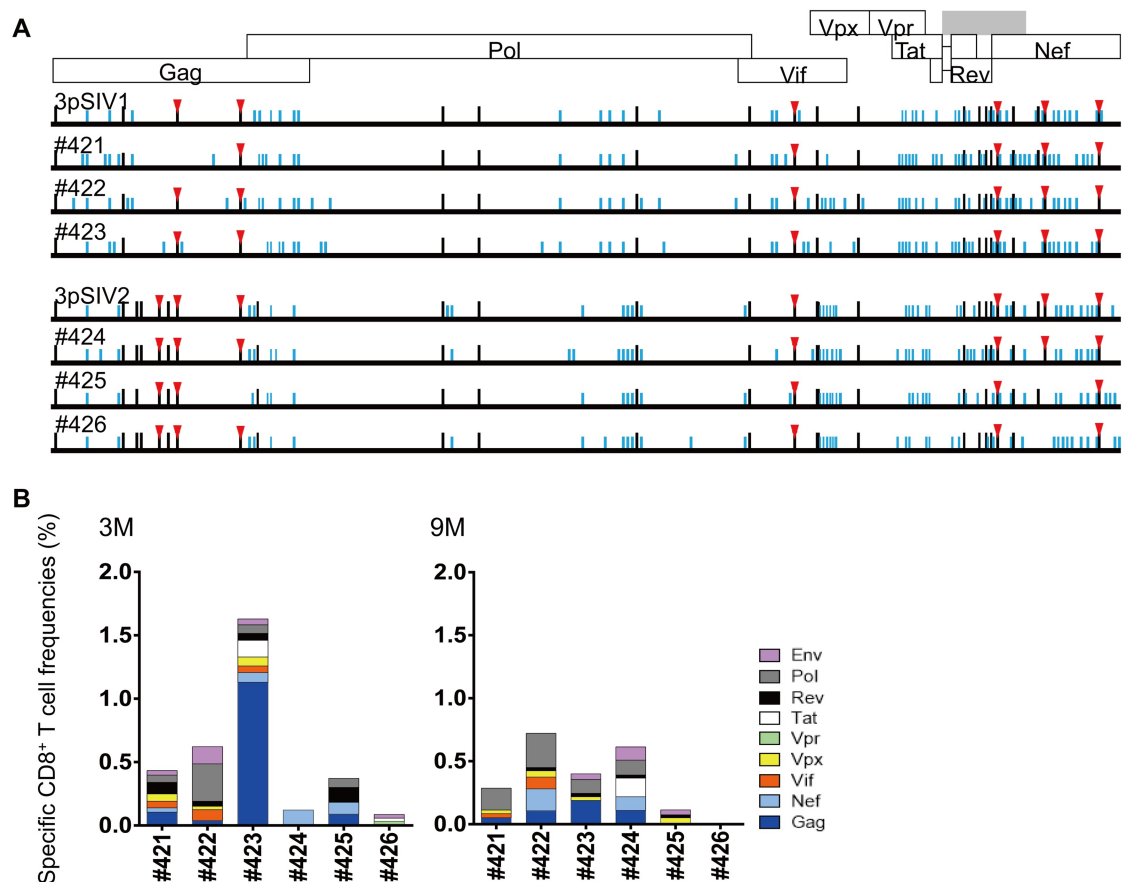 A
Vpx Vpr
Pol Tat Nef
Gag Vif Rev
3pSIV1
#421
#422
#423
3pSIV2
#424
#425
#426
B
3M 9M
Specific CD8+ T cell frequencies (%)
2.0
1.5
1.0
0.5
0.0
#421 #422 #423 #424 #425 #426
2.0
1.5
1.0
0.5
0.0
#421 #422 #423 #424 #425 #426
Env
Pol
Rev
Tat
Vpr
Vpx
Vif
Nef
Gag